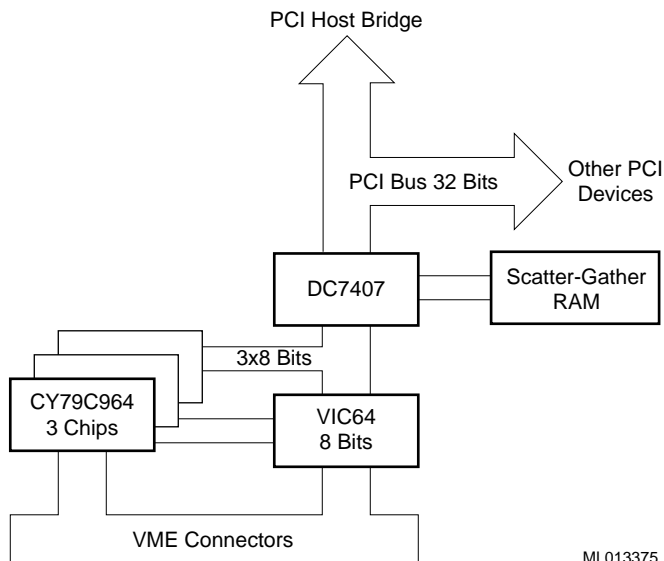 PCI Host Bridge
PCI Bus 32 Bits
Other PCI
Devices
DC7407
Scatter-Gather
RAM
3x8 Bits
CY79C964
3 Chips
VIC64
8 Bits
VME Connectors
ML013375